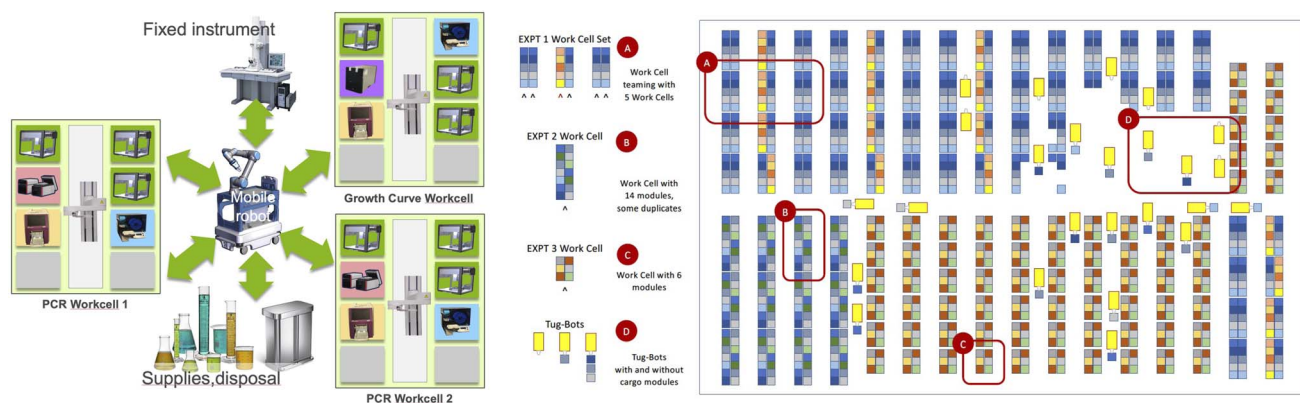 Fixed instrument
Growth Curve Workcell
Mobile
robot
PCR Workcell 1
Supplies,disposal
PCR Workcell 2
EXPT 1 Work Cell Set
A
Work Cell
teaming with
5 Work Cells
^ ^ ^ ^ ^ ^
EXPT 2 Work Cell
B
Work Cell with
14 modules,
some duplicates
^
EXPT 3 Work Cell
C
Work Cell with 6
modules
^
Tug-Bots
D
Tug-Bots
with and without
cargo modules
A
D
B
C